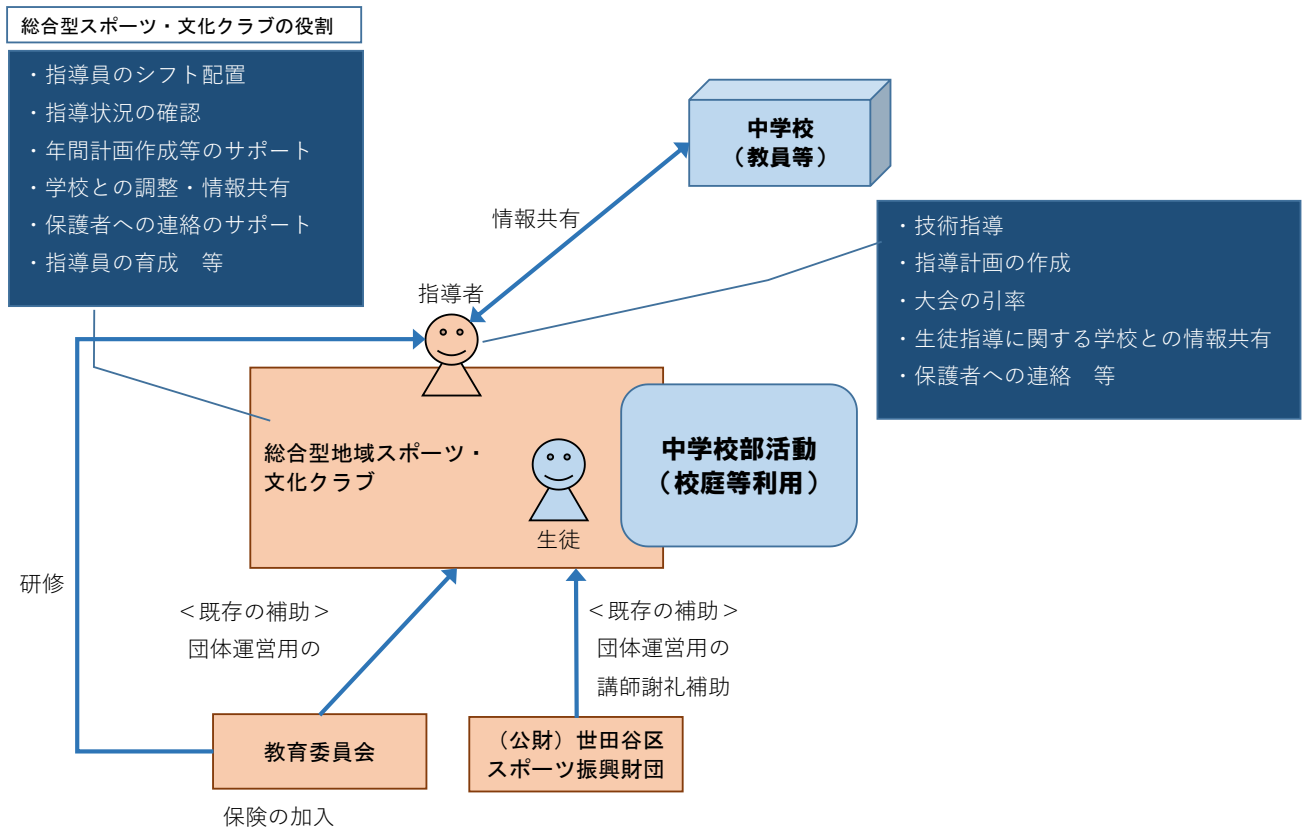 総合型スポーツ・文化クラブの役割
・指導員のシフト配置
・指導状況の確認
・年間計画作成等のサポート
・学校との調整・情報共有
・保護者への連絡のサポート
・指導員の育成　等
中学校
（教員等）
情報共有
・技術指導
・指導計画の作成
・大会の引率
・生徒指導に関する学校との情報共有
・保護者への連絡　等
指導者
総合型地域スポーツ・
文化クラブ
生徒
中学校部活動
（校庭等利用）
研修
＜既存の補助＞
団体運営用の
＜既存の補助＞
団体運営用の
講師謝礼補助
教育委員会
（公財）世田谷区
スポーツ振興財団
保険の加入